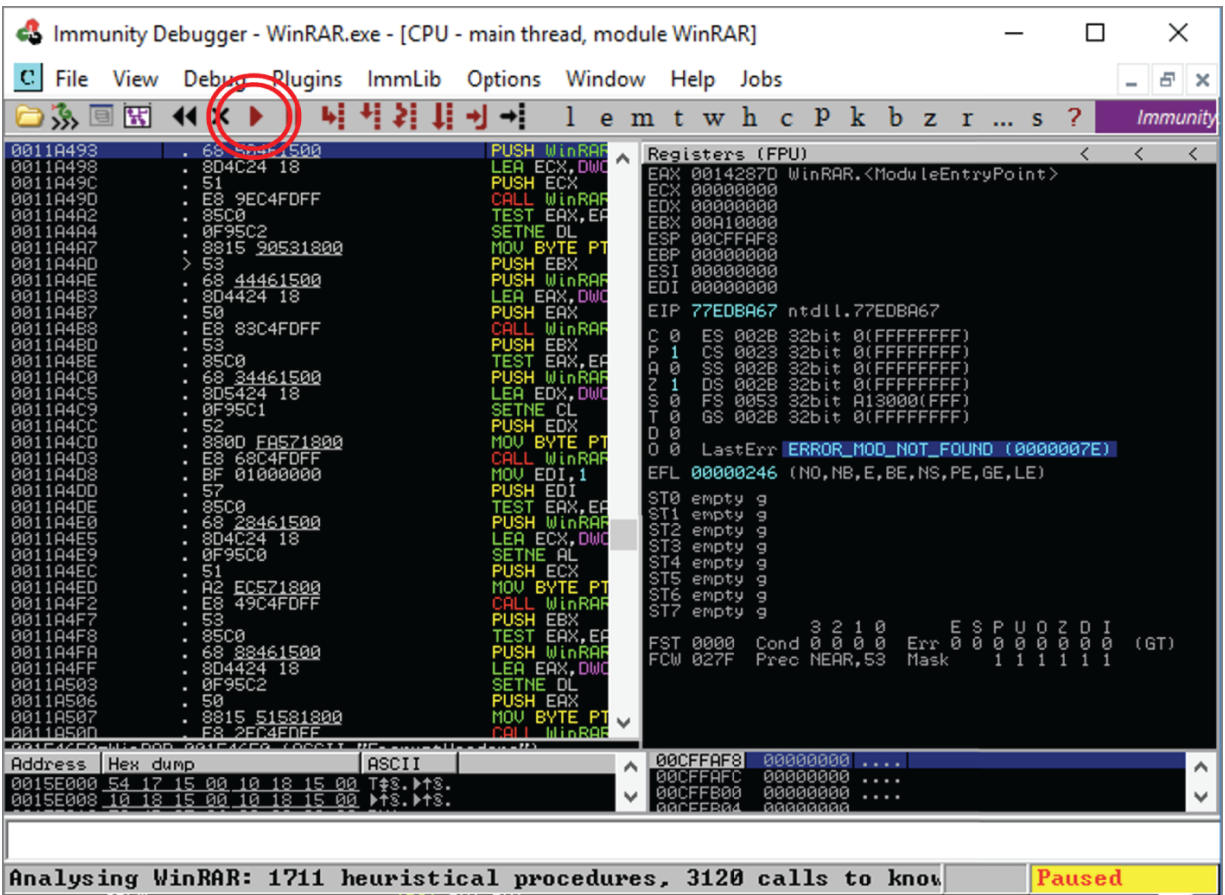 Immunity Debugger - WinRAR.exe - [CPU - main thread, module WinRAR]
C File View Debug Plugins ImmLib Options Window Help Jobs
l e m t w h c P k b z r ... s ? Immunity
0011A493 . 68 50461500 PUSH WinRAR
0011A498 . 8D4C24 18 LEA ECX,DWO
0011A49C . 51 PUSH ECX
0011A49D . E8 9EC4FDFF CALL WinRAR
0011A4A2 . 85C0 TEST EAX,EA
0011A4A4 . 0F95C2 SETNE DL
0011A4A7 . 8815 90531800 MOV BYTE PT
0011A4AD > 53 PUSH EBX
0011A4AE . 68 44461500 PUSH WinRAR
0011A4B3 . 8D4424 18 LEA EAX,DWO
0011A4B7 . 50 PUSH EAX
0011A4B8 . E8 83C4FDFF CALL WinRAR
0011A4BD . 53 PUSH EBX
0011A4BE . 85C0 TEST EAX,EA
0011A4C0 . 68 34461500 PUSH WinRAR
0011A4C5 . 8D5424 18 LEA EDX,DWO
0011A4C9 . 0F95C1 SETNE CL
0011A4CC . 52 PUSH EDX
0011A4CD . 880D EA571800 MOV BYTE PT
0011A4D3 . E8 68C4FDFF CALL WinRAR
0011A4D8 . BF 01000000 MOV EDI,1
0011A4DD . 57 PUSH EDI
0011A4DE . 85C0 TEST EAX,EA
0011A4E0 . 68 28461500 PUSH WinRAR
0011A4E5 . 8D4C24 18 LEA ECX,DWO
0011A4E9 . 0F95C0 SETNE AL
0011A4EC . 51 PUSH ECX
0011A4ED . A2 EC571800 MOV BYTE PT
0011A4F2 . E8 49C4FDFF CALL WinRAR
0011A4F7 . 53 PUSH EBX
0011A4F8 . 85C0 TEST EAX,EA
0011A4FA . 68 88461500 PUSH WinRAR
0011A4FF . 8D4424 18 LEA EAX,DWO
0011A503 . 0F95C2 SETNE DL
0011A506 . 50 PUSH EAX
0011A507 . 8815 51581800 MOV BYTE PT
0011A50D . E8 2EC4FDFF CALL WinRAR
Registers (FPU) < < <
EAX 0014287D WinRAR.<ModuleEntryPoint>
ECX 00000000
EDX 00000000
EBX 00A10000
ESP 00CFFAF8
EBP 00000000
ESI 00000000
EDI 00000000
EIP 77EDBA67 ntdll.77EDBA67
C 0 ES 002B 32bit 0(FFFFFFFF)
P 1 CS 0023 32bit 0(FFFFFFFF)
A 0 SS 002B 32bit 0(FFFFFFFF)
Z 1 DS 002B 32bit 0(FFFFFFFF)
S 0 FS 0053 32bit A13000(FFF)
T 0 GS 002B 32bit 0(FFFFFFFF)
D 0
O 0 LastErr ERROR_MOD_NOT_FOUND (0000007E)
EFL 00000246 (NO,NB,E,BE,NS,PE,GE,LE)
ST0 empty g
ST1 empty g
ST2 empty g
ST3 empty g
ST4 empty g
ST5 empty g
ST6 empty g
ST7 empty g
3 2 1 0 E S P U O Z D I
FST 0000 Cond 0 0 0 0 Err 0 0 0 0 0 0 0 0 (GT)
FCW 027F Prec NEAR,53 Mask 1 1 1 1 1 1
Address Hex dump ASCII
0015E000 54 17 15 00 10 18 15 00
0015E008 10 18 15 00 10 18 15 00
00CFFAF8 00000000 ....
00CFFAFC 00000000 ....
00CFFB00 00000000 ....
00CFFB04 00000000
Analysing WinRAR: 1711 heuristical procedures, 3120 calls to know
Paused